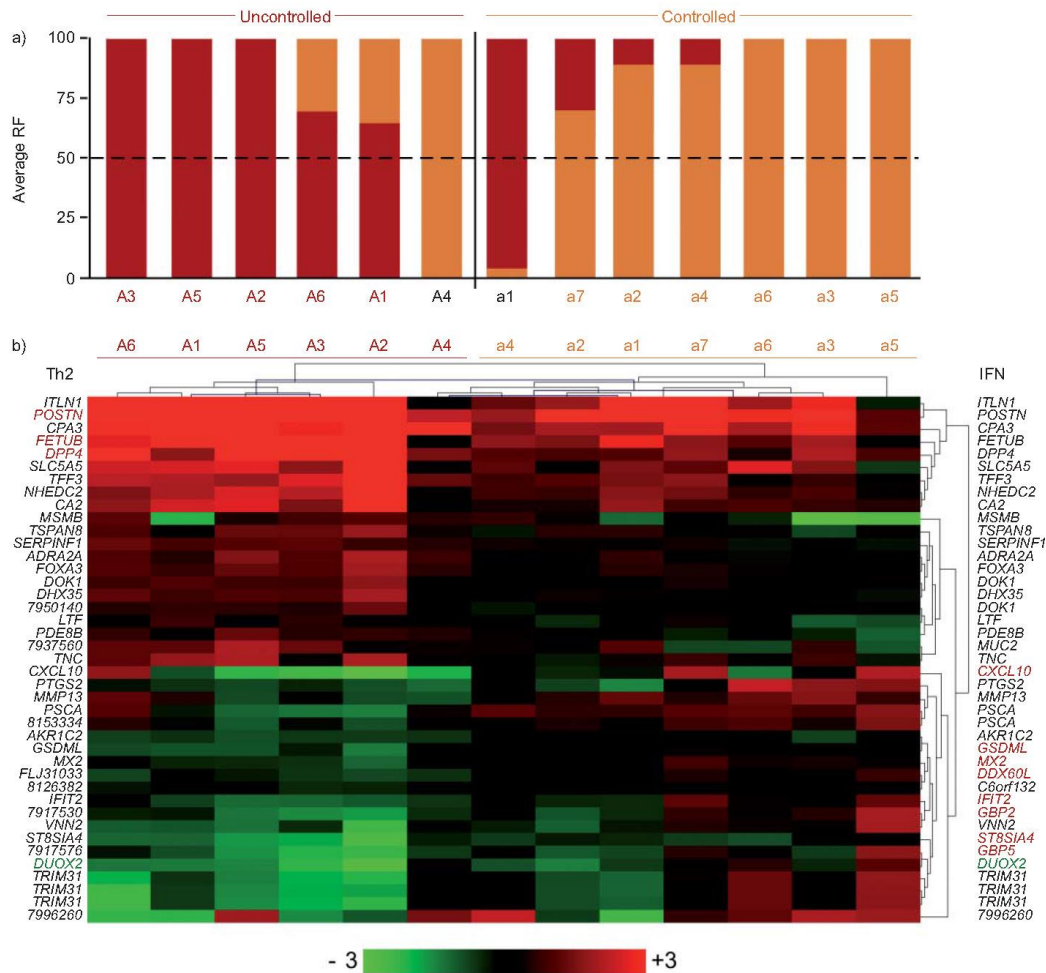 Uncontrolled Controlled
a)
100
75
50
25
0
Average RF
A3 A5 A2 A6 A1 A4 a1 a7 a2 a4 a6 a3 a5
b) A6 A1 A5 A3 A2 A4 a4 a2 a1 a7 a6 a3 a5
Th2 IFN
ITLN1 ITLN1
POSTN POSTN
CPA3 CPA3
FETUB FETUB
DPP4 DPP4
SLC5A5 SLC5A5
TFF3 TFF3
NHEDC2 NHEDC2
CA2 CA2
MSMB MSMB
TSPAN8 TSPAN8
SERPINF1 SERPINF1
ADRA2A ADRA2A
FOXA3 FOXA3
DOK1 DOK1
DHX35 DHX35
7950140 DOK1
LTF LTF
PDE8B PDE8B
7937560 MUC2
TNC TNC
CXCL10 CXCL10
PTGS2 PTGS2
MMP13 MMP13
PSCA PSCA
8153334 PSCA
AKR1C2 AKR1C2
GSDML GSDML
MX2 MX2
FLJ31033 DDX60L
8126382 C6orf132
IFIT2 IFIT2
7917530 GBP2
VNN2 VNN2
ST8SIA4 ST8SIA4
7917576 GBP5
DUOX2 DUOX2
TRIM31 TRIM31
TRIM31 TRIM31
TRIM31 TRIM31
7996260 7996260
- 3 +3